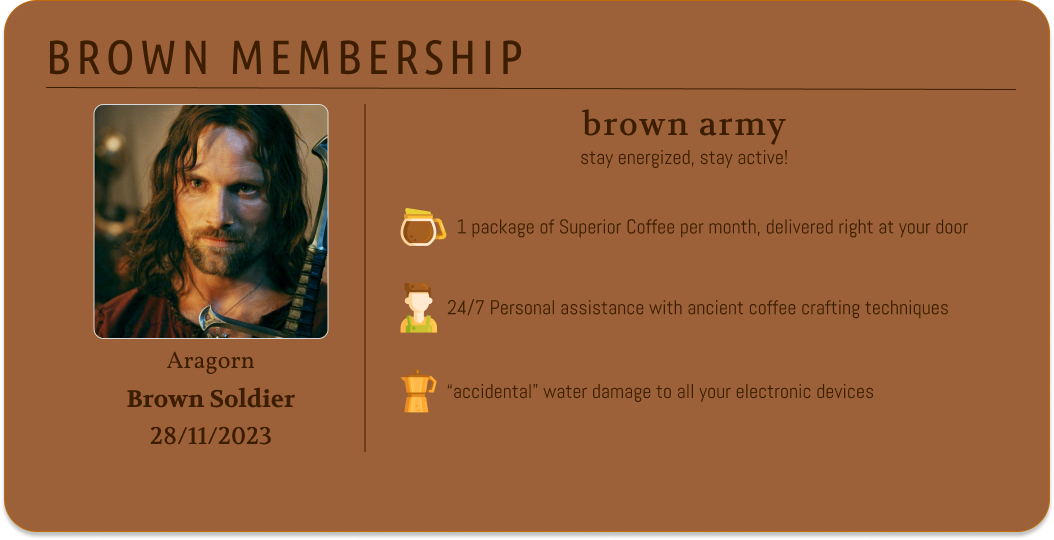 BROWN MEMBERSHIP
Aragorn
Brown Soldier
28/11/2023
brown army
stay energized, stay active!
1 package of Superior Coffee per month, delivered right at your door
24/7 Personal assistance with ancient coffee crafting techniques
“accidental” water damage to all your electronic devices